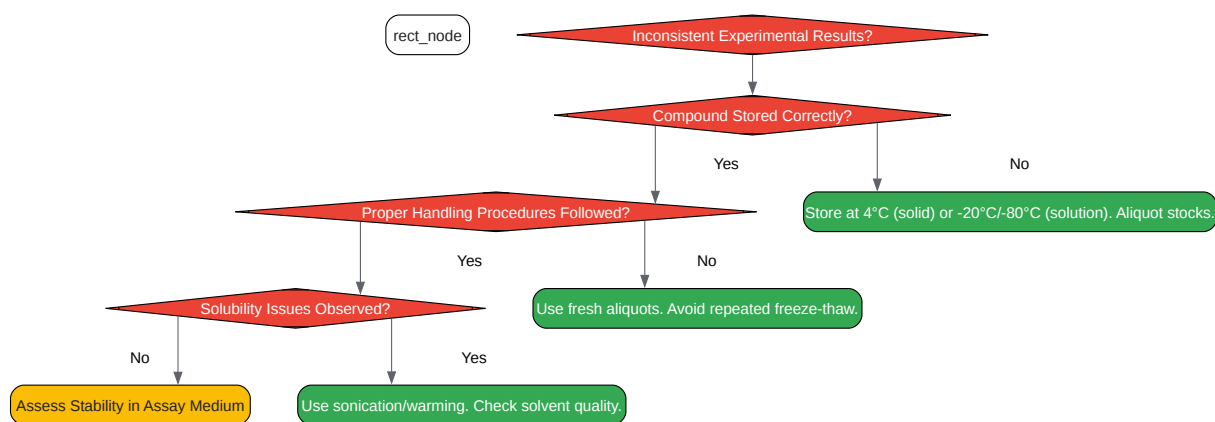 rect_node
Inconsistent Experimental Results?
Compound Stored Correctly?
Yes
No
Proper Handling Procedures Followed?
Store at 4°C (solid) or -20°C/-80°C (solution). Aliquot stocks.
Yes
No
Solubility Issues Observed?
Use fresh aliquots. Avoid repeated freeze-thaw.
No
Yes
Assess Stability in Assay Medium
Use sonication/warming. Check solvent quality.